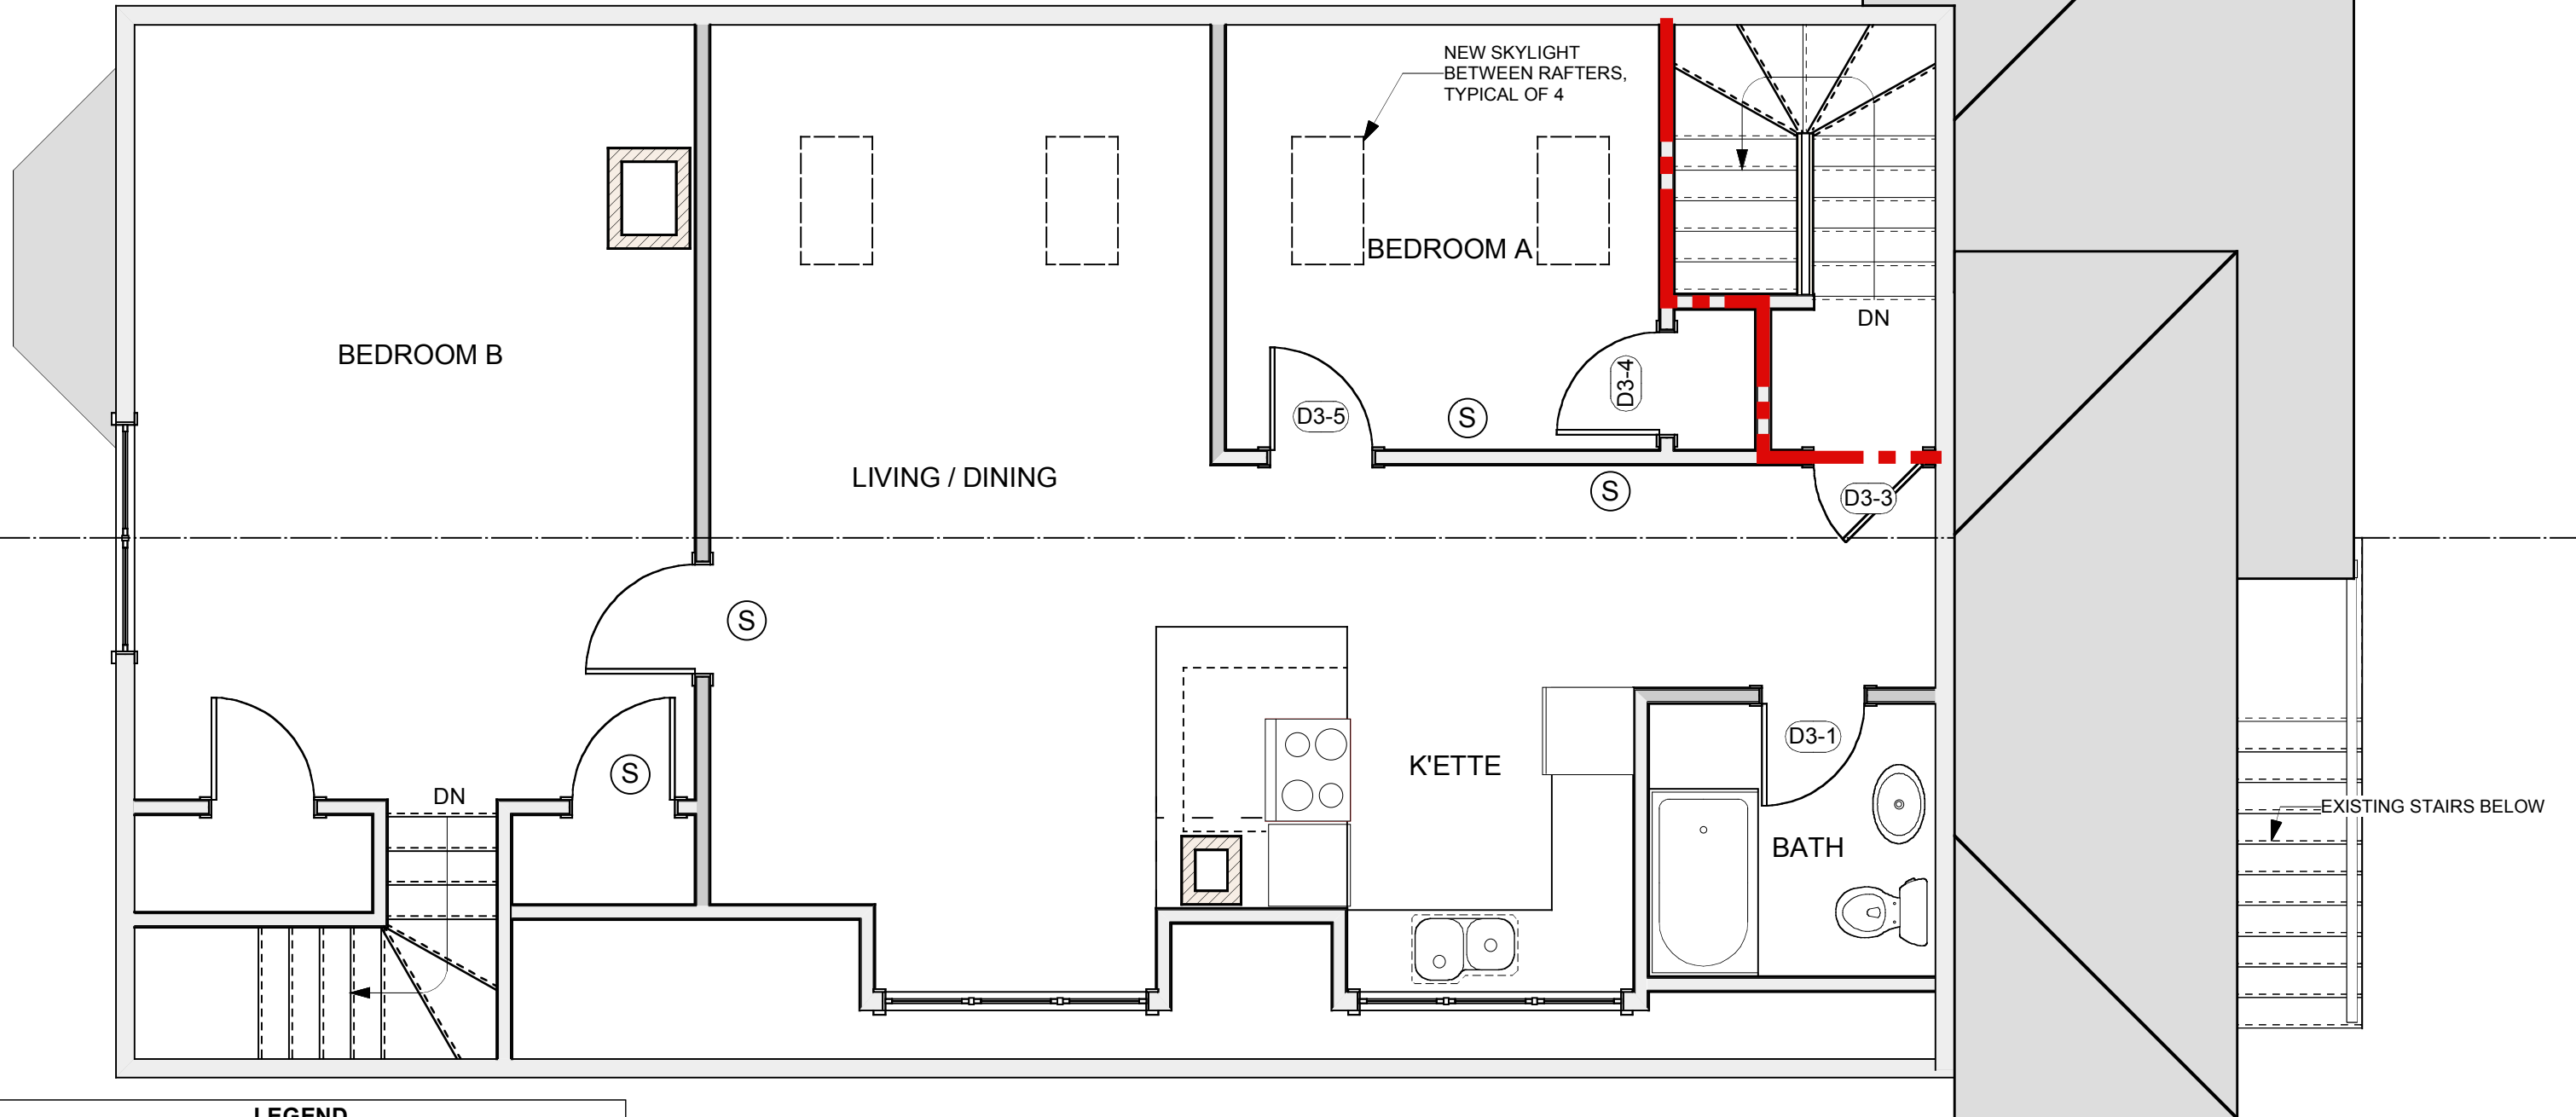 NEW SKYLIGHT
BETWEEN RAFTERS,
TYPICAL OF 4
BEDROOM A
DN
BEDROOM B
D3-4
D3-5
S
LIVING / DINING
S
D3-3
S
D3-1
K'ETTE
S
DN
EXISTING STAIRS BELOW
BATH
LEGEND